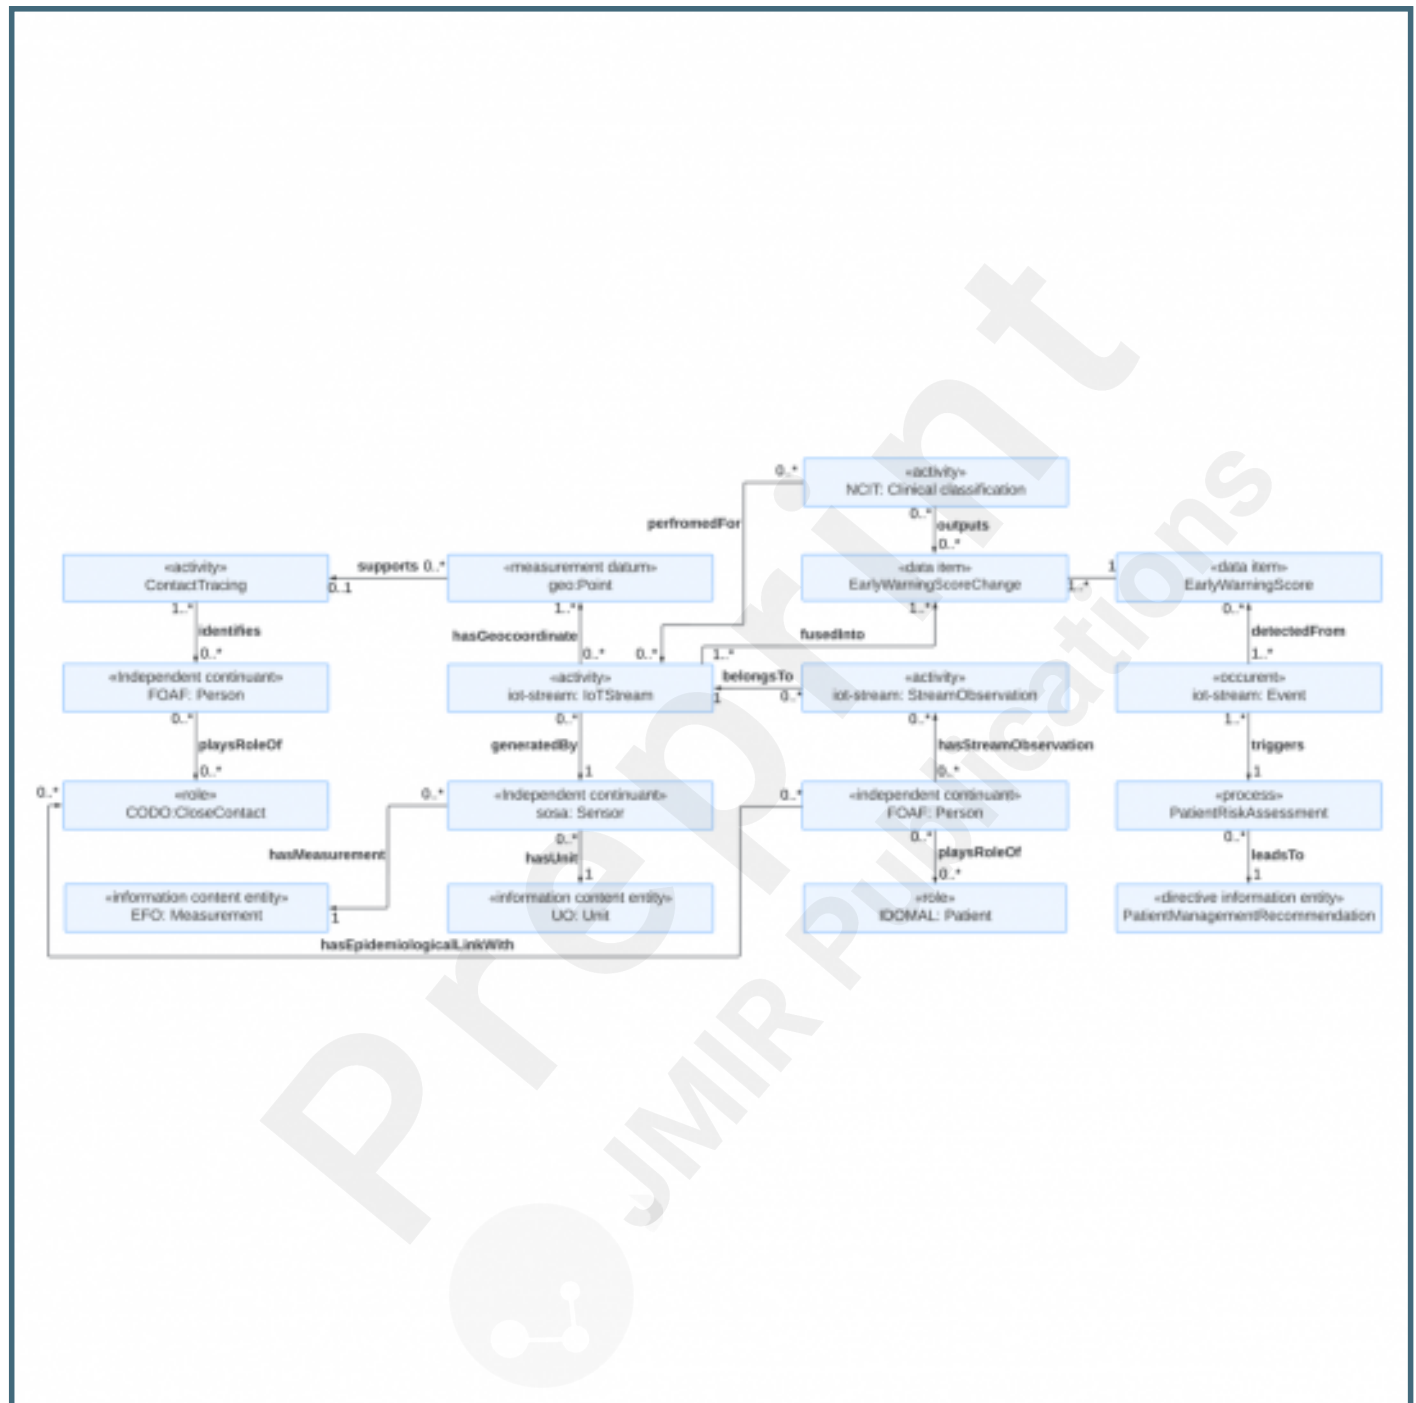 0..*
«activity»
NCIT: Clinical classification
perfromedFor
0..*
outputs
0..*
«activity»
ContactTracing
supports 0..*
0..1
«measurement datum»
geo:Point
«data item»
EarlyWarningScoreChange
1
1..*
«data item»
EarlyWarningScore
1..*
identifies
0..*
1..*
hasGeocoordinate
0..*
0..*
1..*
fusedInto
1..*
0..*
detectedFrom
1..*
«Independent continuant»
FOAF: Person
«activity»
iot-stream: IoTStream
belongsTo
1
0..*
«activity»
iot-stream: StreamObservation
«occurent»
iot-stream: Event
0..*
playsRoleOf
0..*
0..*
generatedBy
1
0..*
hasStreamObservation
0..*
1..*
triggers
1
0..*
«role»
CODO:CloseContact
0..*
«Independent continuant»
sosa: Sensor
0..*
«independent continuant»
FOAF: Person
«process»
PatientRiskAssessment
hasMeasurement
0..*
hasUnit
1
0..*
playsRoleOf
0..*
0..*
leadsTo
1
«information content entity»
EFO: Measurement
1
«information content entity»
UO: Unit
«role»
IDOMAL: Patient
«directive information entity»
PatientManagementRecommendation
hasEpidemiologicalLinkWith
Preprint
JMIR Publications